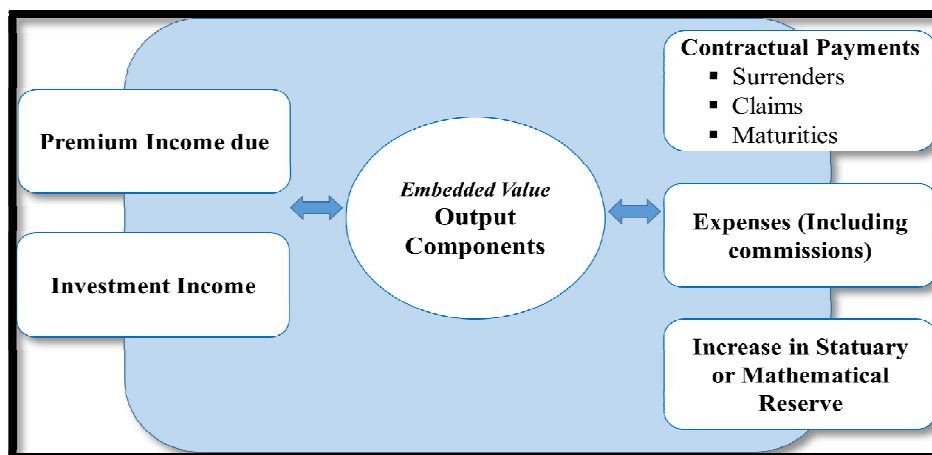 Premium Income due
Investment Income
Embedded Value
Output
Components
Contractual Payments
▪ Surrenders
▪ Claims
▪ Maturities
Expenses (Including
commissions)
Increase in Statuary
or Mathematical
Reserve